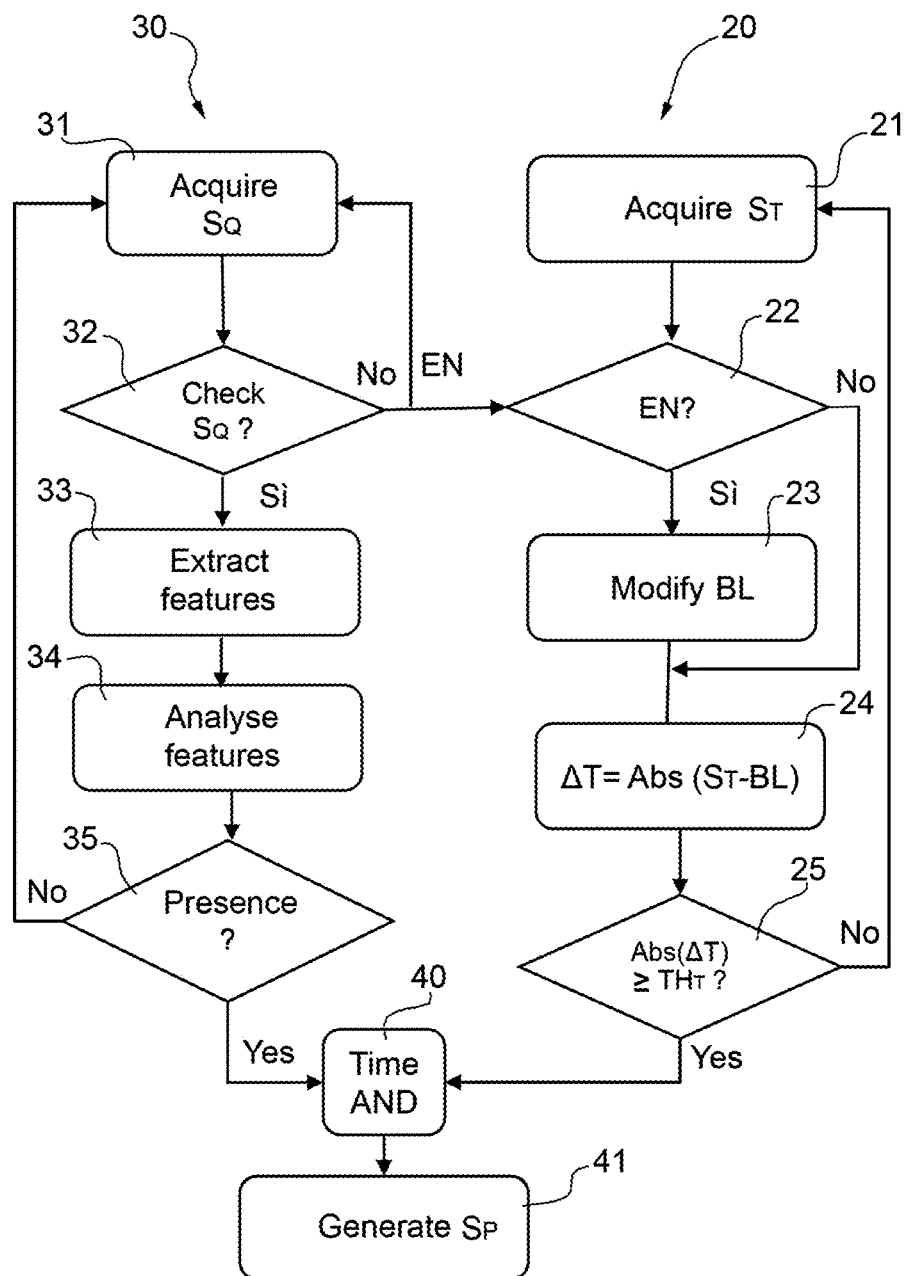 30
20
31
Acquire
SQ
21
Acquire ST
32
Check
SQ ?
No
EN
22
EN?
No
Sì
33
Extract
features
Sì
23
Modify BL
34
Analyse
features
24
ΔT= Abs (ST-BL)
35
Presence
?
No
25
Abs(ΔT)
≥ THT ?
No
Yes
40
Time
AND
Yes
41
Generate SP